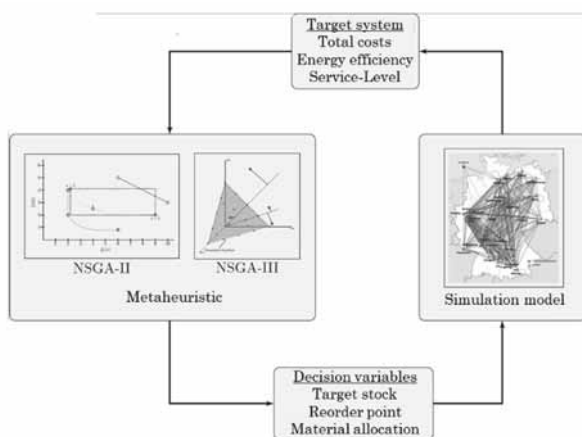 Target system
Total costs
Energy efficiency
Service-Level
NSGA-II
NSGA-III
Metaheuristic
Simulation model
Decision variables
Target stock
Reorder point
Material allocation